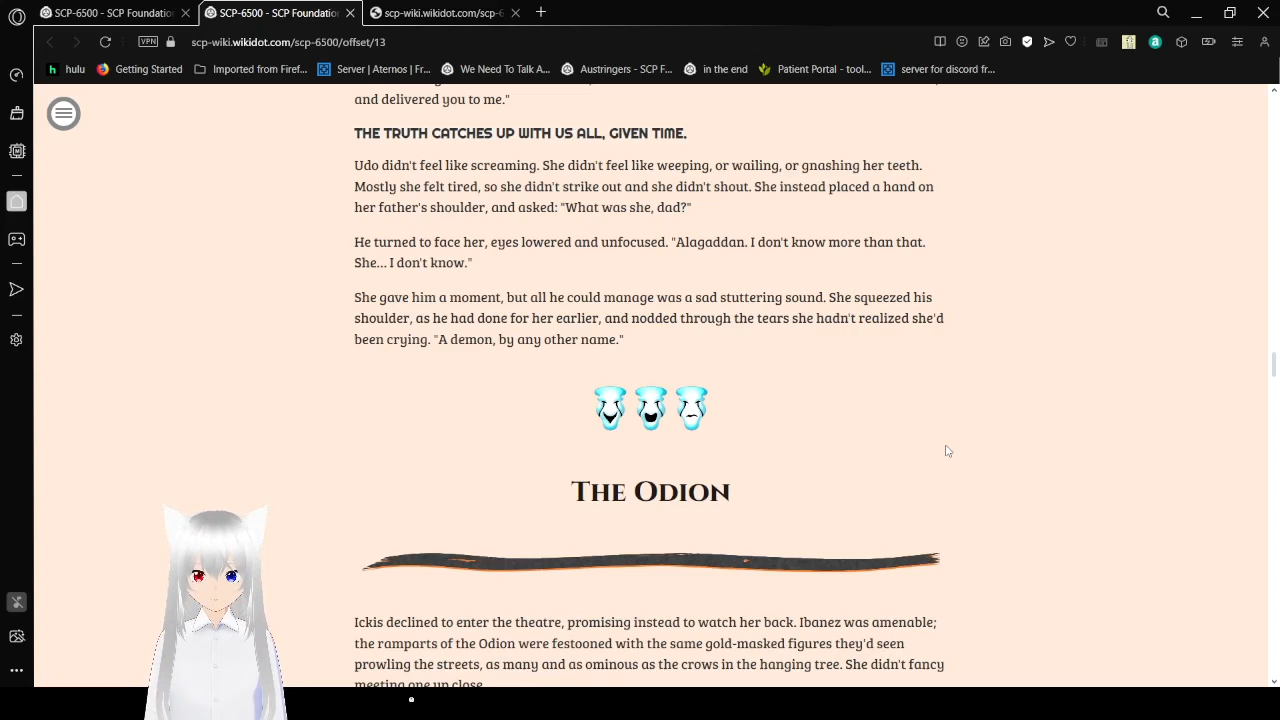 SCP-6500 - SCP Foundatio
SCP-6500 - SCP Foundatio
scp-wiki.wikidot.com/scp-6
VPN
scp-wiki.wikidot.com/scp-6500/offset/13
hulu
Getting Started
Imported from Firef...
Server | Aternos | Fr...
We Need To Talk A...
Austringers - SCP F...
in the end
Patient Portal - tool...
server for discord fr...
and delivered you to me."
THE TRUTH CATCHES UP WITH US ALL, GIVEN TIME.
Udo didn't feel like screaming. She didn't feel like weeping, or wailing, or gnashing her teeth.
Mostly she felt tired, so she didn't strike out and she didn't shout. She instead placed a hand on
her father's shoulder, and asked: "What was she, dad?"
He turned to face her, eyes lowered and unfocused. "Alagaddan. I don't know more than that.
She… I don't know."
She gave him a moment, but all he could manage was a sad stuttering sound. She squeezed his
shoulder, as he had done for her earlier, and nodded through the tears she hadn't realized she'd
been crying. "A demon, by any other name."
The Odion
Ickis declined to enter the theatre, promising instead to watch her back. Ibanez was amenable;
the ramparts of the Odion were festooned with the same gold-masked figures they'd seen
prowling the streets, as many and as ominous as the crows in the hanging tree. She didn't fancy
meeting one up close.